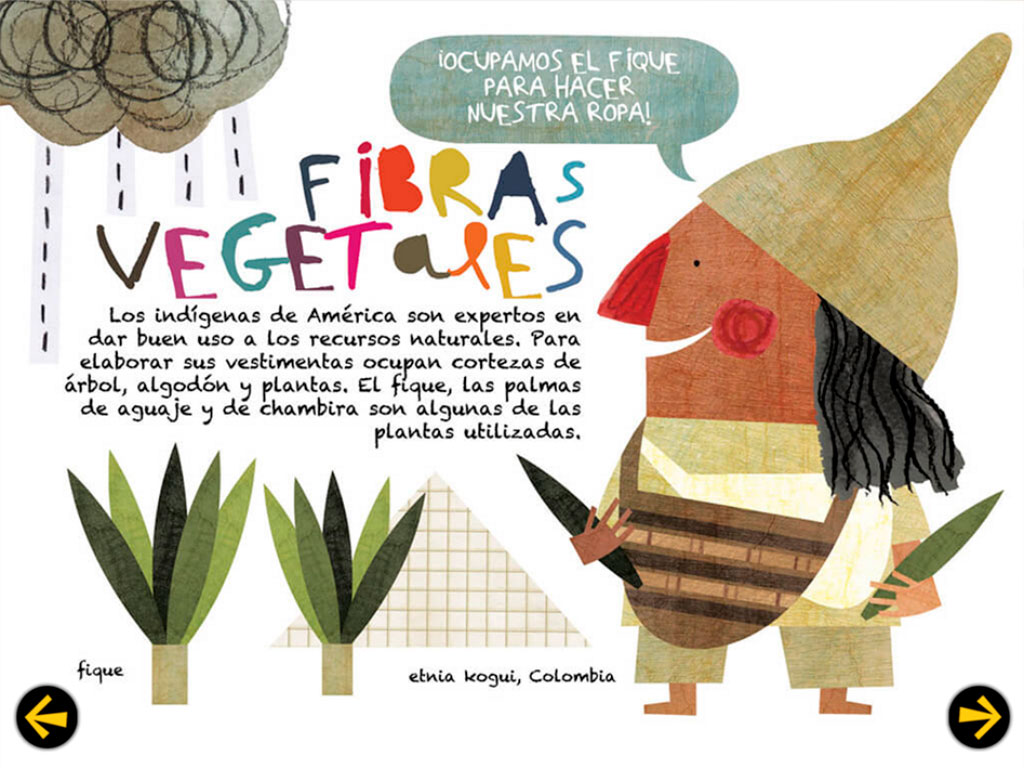 ¡OCUPAMOS EL FIQUE
PARA HACER
NUESTRA ROPA!
FIBRAS
VEGETALES
Los indígenas de América son expertos en
dar buen uso a los recursos naturales. Para
elaborar sus vestimentas ocupan cortezas de
árbol, algodón y plantas. El fique, las palmas
de aguaje y de chambira son algunas de las
plantas utilizadas.
fique
etnia kogui, Colombia